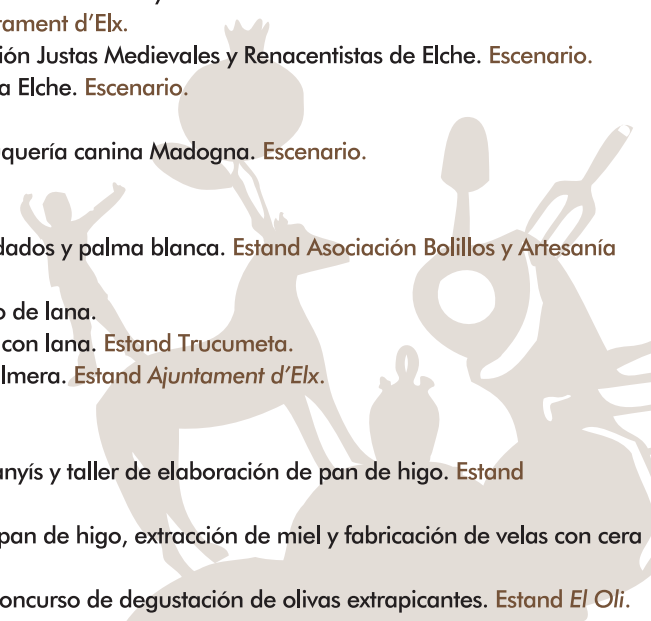 tament d’Elx.
ión Justas Medievales y Renacentistas de Elche. Escenario.
a Elche. Escenario.
quería canina Madogna. Escenario.
dados y palma blanca. Estand Asociación Bolillos y Artesanía
o de lana.
con lana. Estand Trucumeta.
lmera. Estand Ajuntament d’Elx.
anyís y taller de elaboración de pan de higo. Estand
pan de higo, extracción de miel y fabricación de velas con cera
oncurso de degustación de olivas extrapicantes. Estand El Oli.